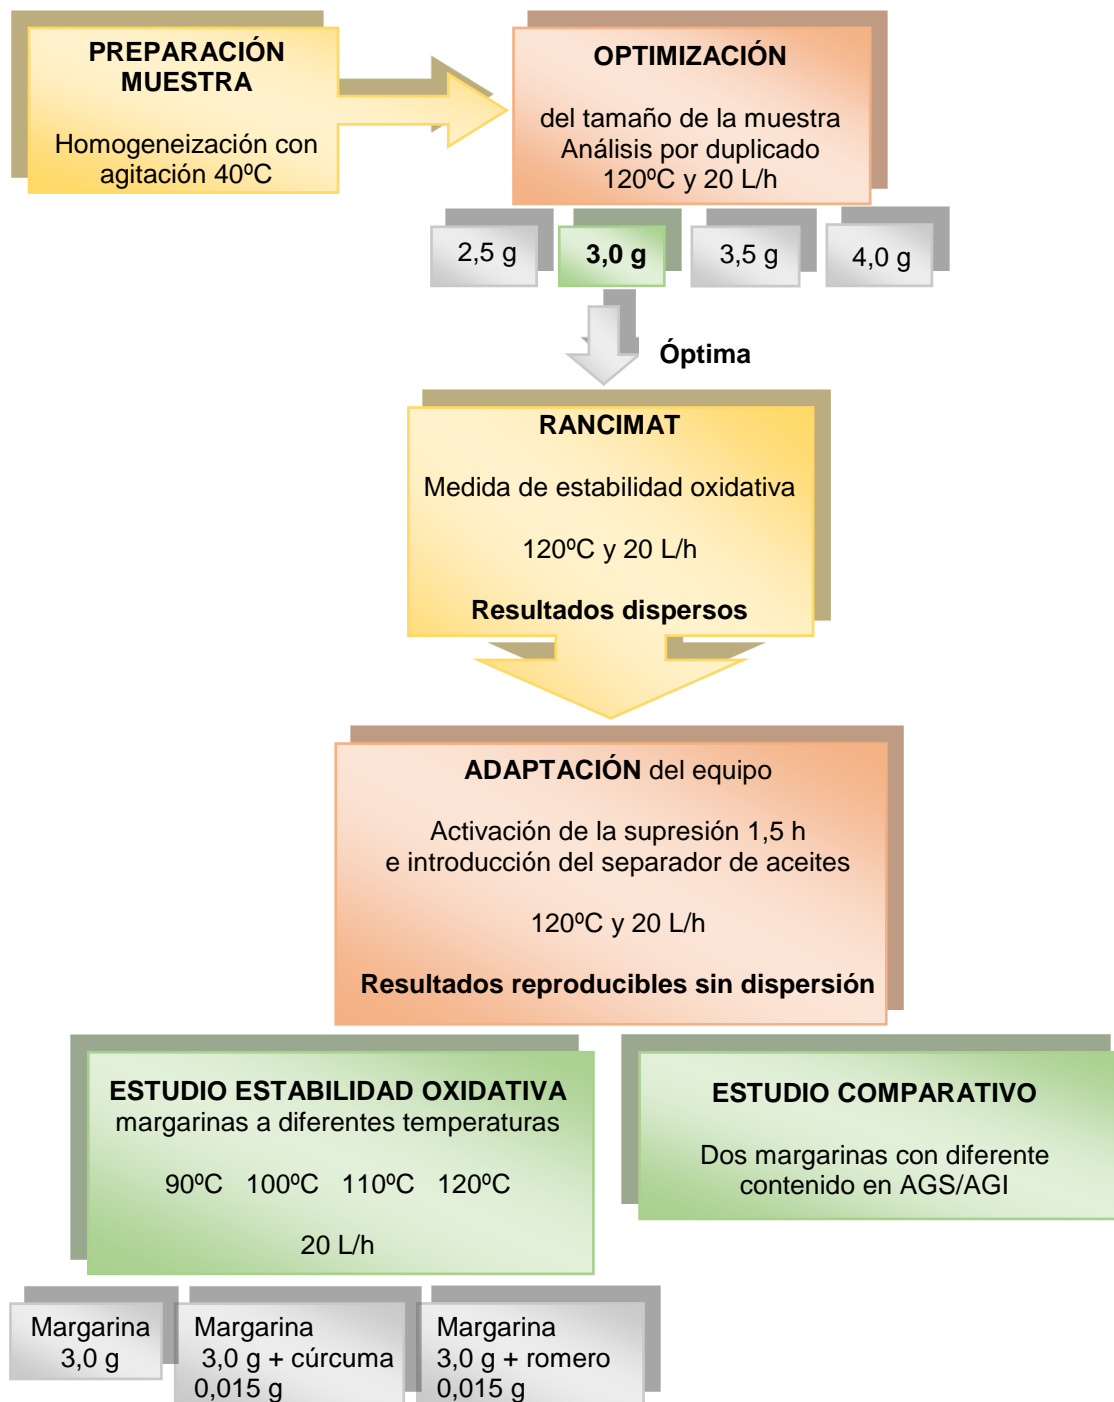 PREPARACIÓN
MUESTRA
Homogeneización con
agitación 40ºC
OPTIMIZACIÓN
del tamaño de la muestra
Análisis por duplicado
120ºC y 20 L/h
2,5 g
3,0 g
3,5 g
4,0 g
Óptima
RANCIMAT
Medida de estabilidad oxidativa
120ºC y 20 L/h
Resultados dispersos
ADAPTACIÓN del equipo
Activación de la supresión 1,5 h
e introducción del separador de aceites
120ºC y 20 L/h
Resultados reproducibles sin dispersión
ESTUDIO ESTABILIDAD OXIDATIVA
margarinas a diferentes temperaturas
90ºC 100ºC 110ºC 120ºC
20 L/h
ESTUDIO COMPARATIVO
Dos margarinas con diferente
contenido en AGS/AGI
Margarina
3,0 g
Margarina
3,0 g + cúrcuma
0,015 g
Margarina
3,0 g + romero
0,015 g